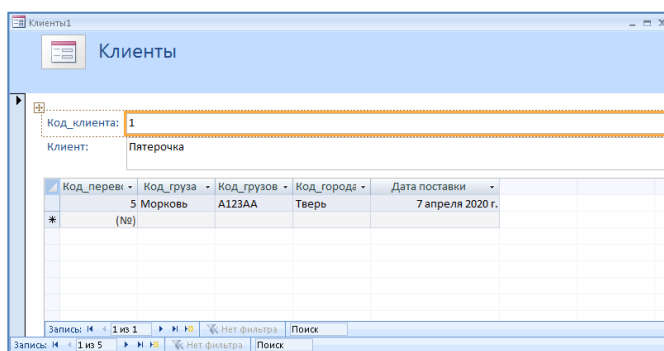 Клиенты1
Клиенты
Код_клиента: 1
Клиент: Пятерочка
Код_перево Код_груза Код_грузов Код_города Дата поставки
5 Морковь А123АА Тверь 7 апреля 2020 г.
(№)
Запись: 1 из 1 Нет фильтра Поиск
Запись: 1 из 5 Нет фильтра Поиск